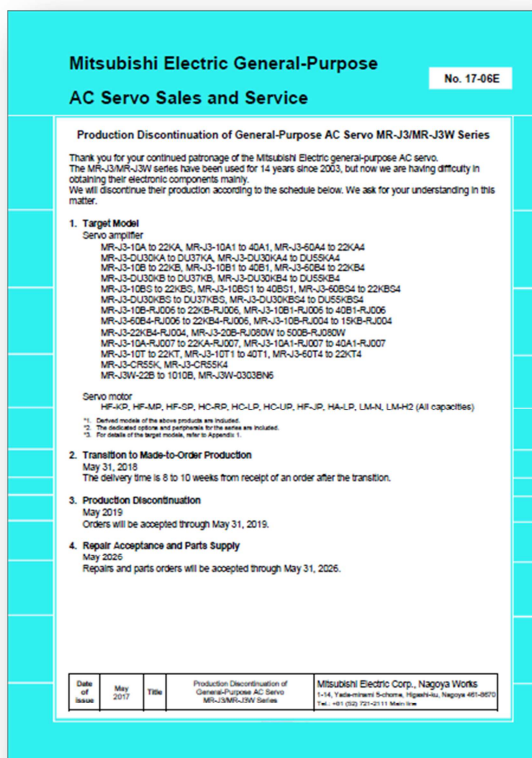 Mitsubishi Electric General-Purpose
AC Servo Sales and Service
No. 17-06E
Production Discontinuation of General-Purpose AC Servo MR-J3/MR-J3W Series
Thank you for your continued patronage of the Mitsubishi Electric general-purpose AC servo.
The MR-J3/MR-J3W series have been used for 14 years since 2003, but now we are having difficulty in
obtaining their electronic components mainly.
We will discontinue their production according to the schedule below. We ask for your understanding in this
matter.
1. Target Model
Servo amplifier
MR-J3-10A to 22KA, MR-J3-10A1 to 40A1, MR-J3-60A4 to 22KA4
MR-J3-DU30KA to DU37KA, MR-J3-DU30KA4 to DU55KA4
MR-J3-10B to 22KB, MR-J3-10B1 to 40B1, MR-J3-60B4 to 22KB4
MR-J3-DU30KB to DU37KB, MR-J3-DU30KB4 to DU55KB4
MR-J3-10BS to 22KBS, MR-J3-10BS1 to 40BS1, MR-J3-60BS4 to 22KBS4
MR-J3-DU30KBS to DU37KBS, MR-J3-DU30KBS4 to DU55KBS4
MR-J3-10B-RJ006 to 22KB-RJ006, MR-J3-10B1-RJ006 to 40B1-RJ006
MR-J3-60B4-RJ006 to 22KB4-RJ006, MR-J3-10B-RJ004 to 15KB-RJ004
MR-J3-22KB4-RJ004, MR-J3-20B-RJ080W to 500B-RJ080W
MR-J3-10A-RJ007 to 22KA-RJ007, MR-J3-10A1-RJ007 to 40A1-RJ007
MR-J3-10T to 22KT, MR-J3-10T1 to 40T1, MR-J3-60T4 to 22KT4
MR-J3-CR55K, MR-J3-CR55K4
MR-J3W-22B to 1010B, MR-J3W-0303BN6
Servo motor
HF-KP, HF-MP, HF-SP, HC-RP, HC-LP, HC-UP, HF-JP, HA-LP, LM-N, LM-H2 (All capacities)
*1. Derived models of the above products are included.
*2. The dedicated options and peripherals for the series are included.
*3. For details of the target models, refer to Appendix 1.
2. Transition to Made-to-Order Production
May 31, 2018
The delivery time is 8 to 10 weeks from receipt of an order after the transition.
3. Production Discontinuation
May 2019
Orders will be accepted through May 31, 2019.
4. Repair Acceptance and Parts Supply
May 2026
Repairs and parts orders will be accepted through May 31, 2026.
Date
of
Issue
May
2017
Title
Production Discontinuation of
General-Purpose AC Servo
MR-J3/MR-J3W Series
Mitsubishi Electric Corp., Nagoya Works
1-14, Yada-minami 5-chome, Higashi-ku, Nagoya 461-8670
Tel.: +81 (52) 721-2111 Main line